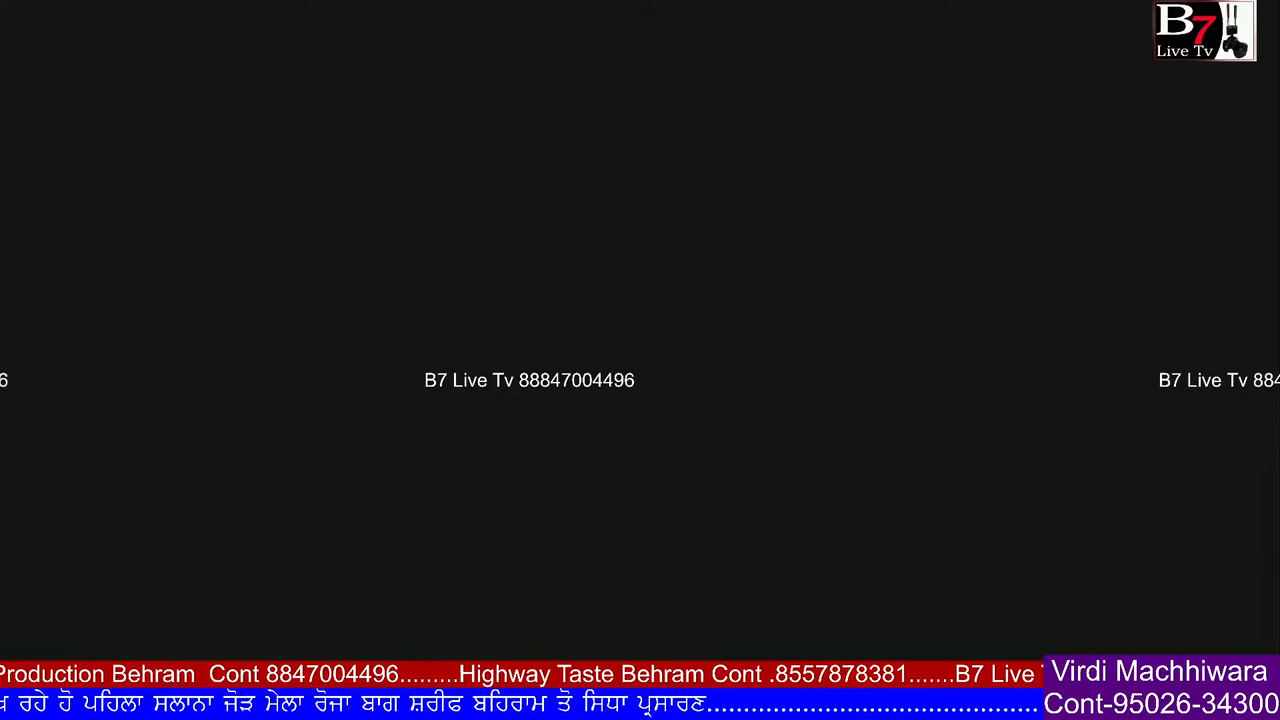 B7
Live Tv
6
B7 Live Tv 88847004496
B7 Live Tv 884
Production Behram Cont 8847004496.........Highway Taste Behram Cont .8557878381.......B7 Live
ਰਹੇ ਹੋ ਪਹਿਲਾ ਸਲਾਨਾ ਜੋੜ ਮੇਲਾ ਰੋਜਾ ਬਾਗ ਸ਼ਰੀਫ ਬਹਿਰਾਮ ਤੋ ਸਿਧਾ ਪ੍ਰਸਾਰਣ.......................................
Virdi Machhiwara
Cont-95026-34300